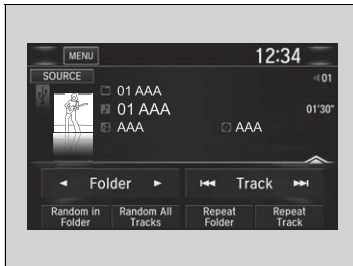 MENU 12:34
SOURCE 01
01 AAA
01 AAA 01'30"
AAA AAA
Folder Track
Random in Folder Random All Tracks Repeat Folder Repeat Track